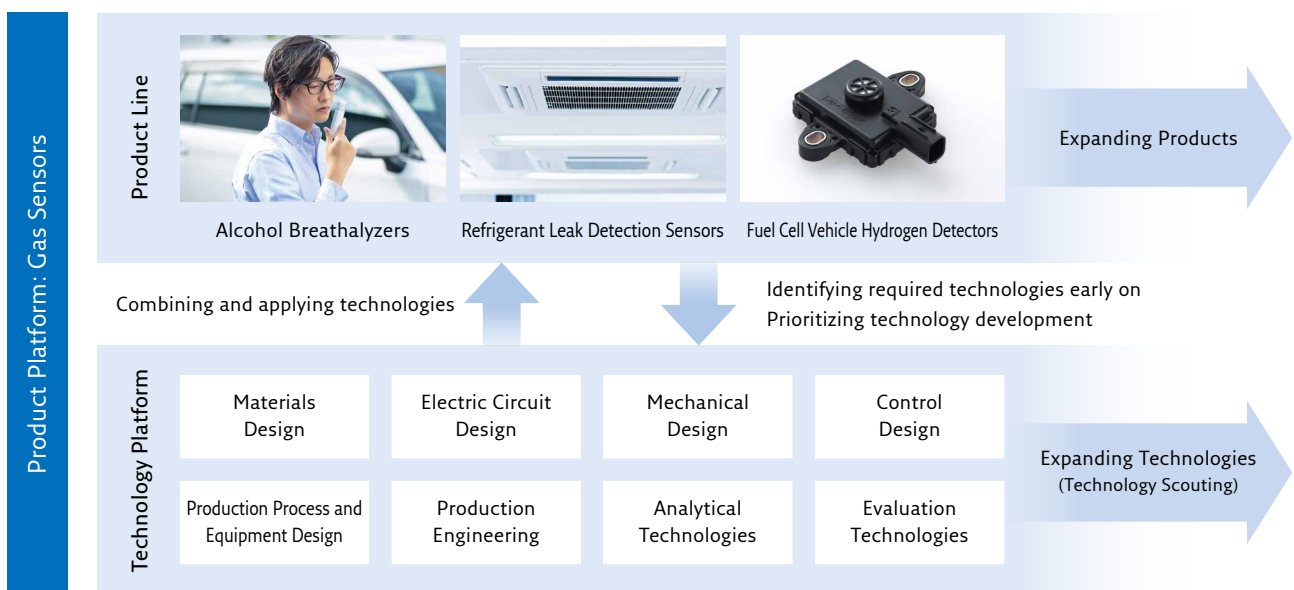 Product Platform: Gas Sensors
Product Line
Alcohol Breathalyzers
Refrigerant Leak Detection Sensors
Fuel Cell Vehicle Hydrogen Detectors
Expanding Products
Combining and applying technologies
Identifying required technologies early on
Prioritizing technology development
Technology Platform
Materials
Design
Electric Circuit
Design
Mechanical
Design
Control
Design
Production Process and
Equipment Design
Production
Engineering
Analytical
Technologies
Evaluation
Technologies
Expanding Technologies
(Technology Scouting)